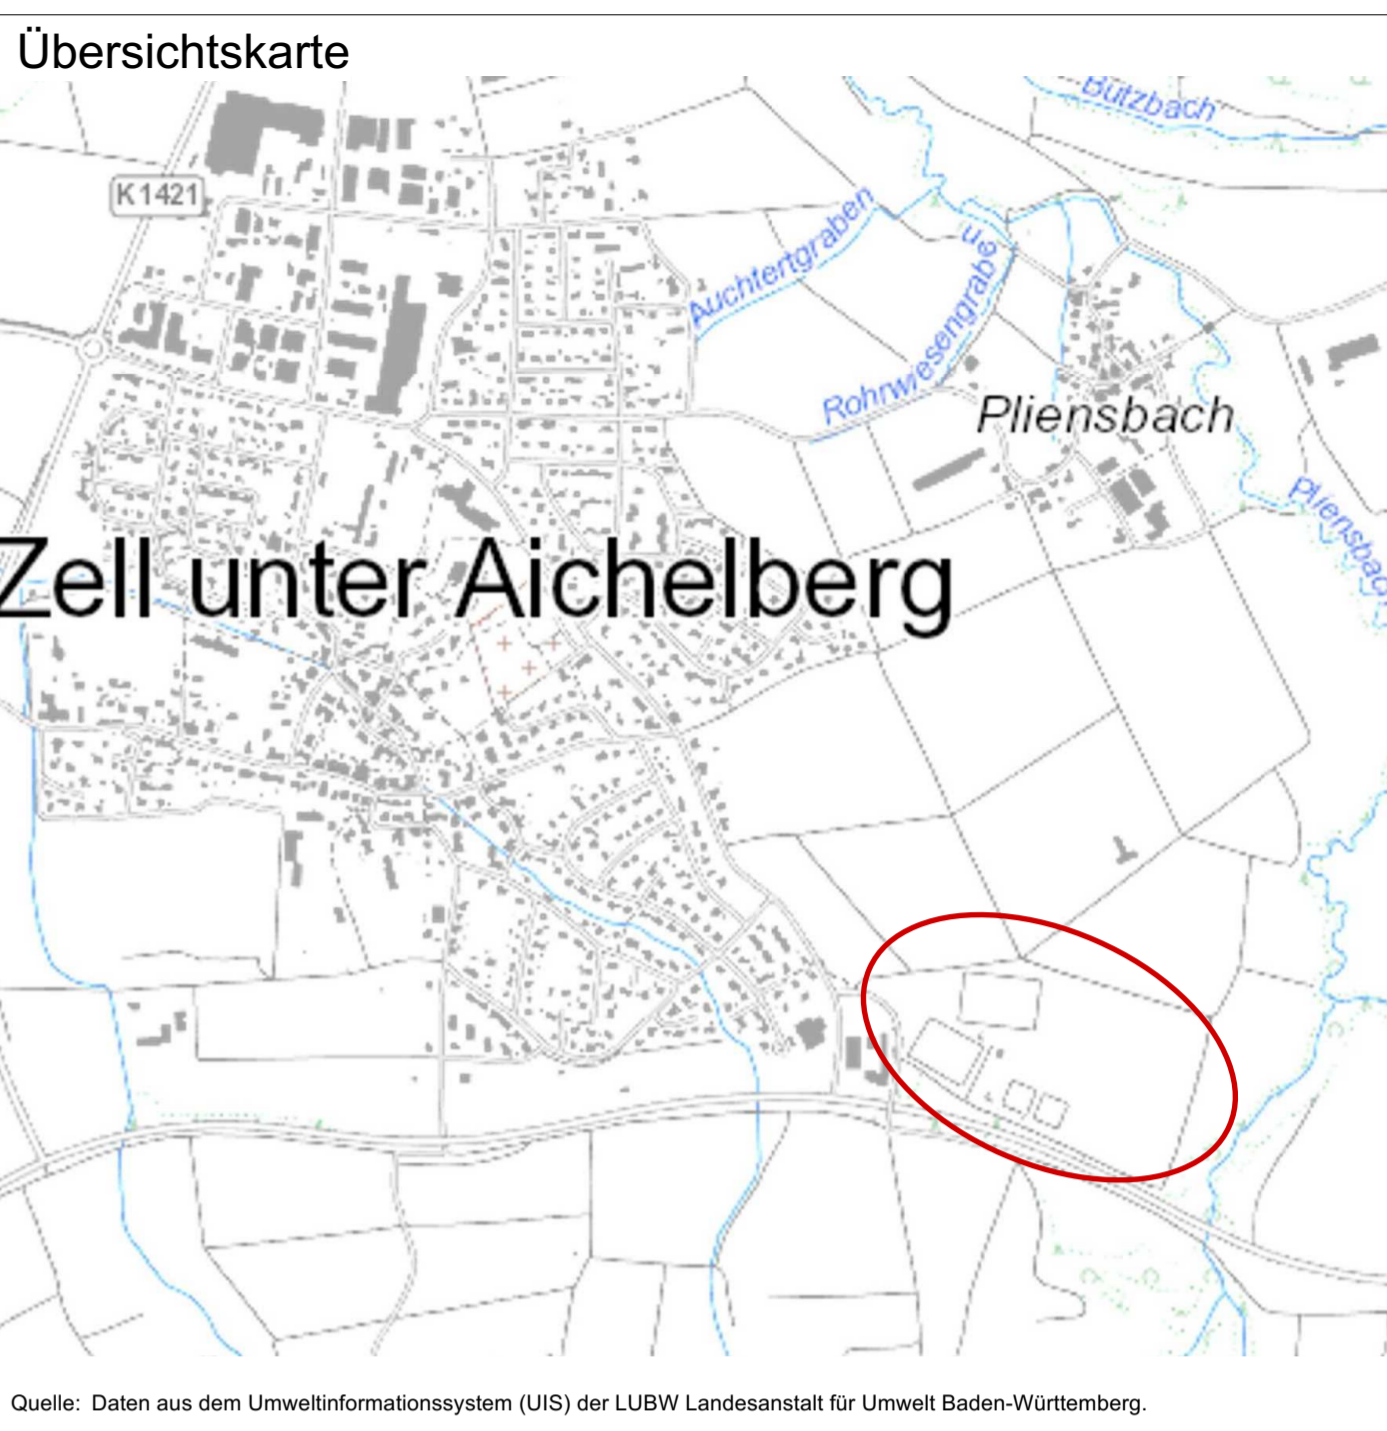 Übersichtskarte
Butzbach
K 1421
Auchtertgraben
Rohrwiesengraben
Pliensbach
Pliensbach
Zell unter Aichelberg
Quelle: Daten aus dem Umweltinformationssystem (UIS) der LUBW Landesanstalt für Umwelt Baden-Württemberg.